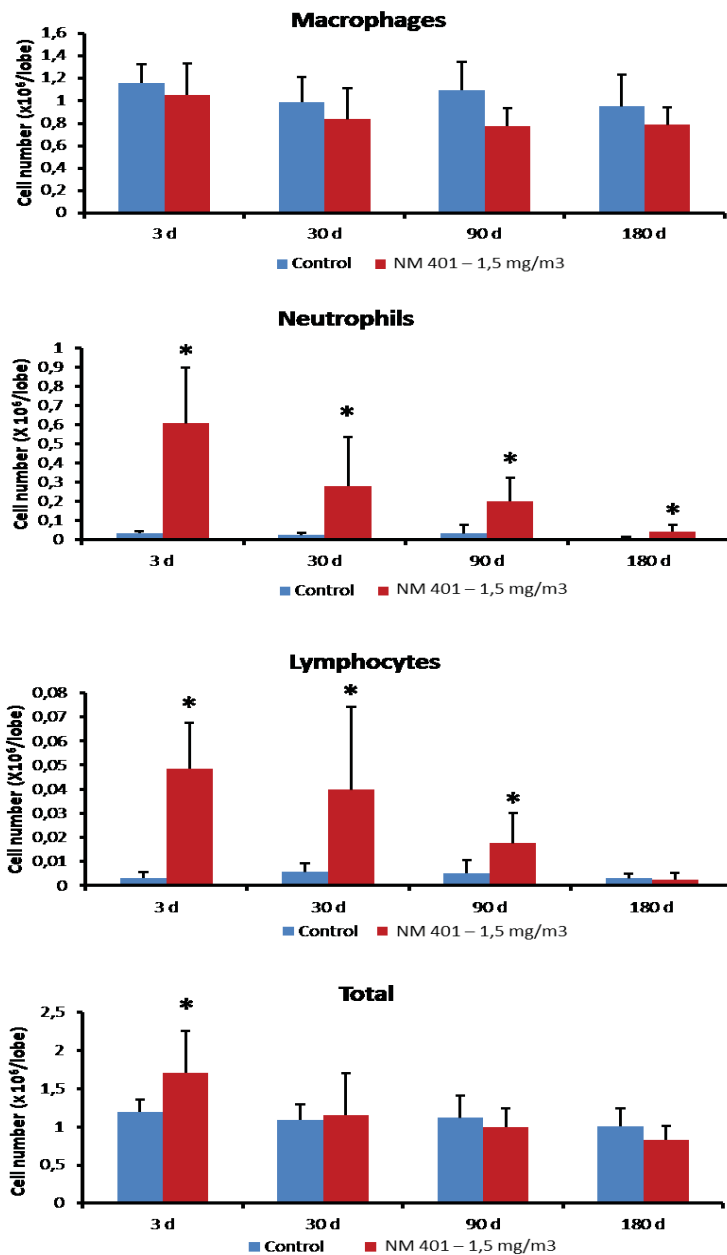 Macrophages
Cell number (x10⁶/lobe)
1,6
1,4
1,2
1
0,8
0,6
0,4
0,2
0
3 d 30 d 90 d 180 d
Control NM 401 – 1,5 mg/m3
Neutrophils
Cell number (X 10⁶/lobe)
1
0,9
0,8
0,7
0,6
0,5
0,4
0,3
0,2
0,1
0
* * * *
3 d 30 d 90 d 180 d
Control NM 401 – 1,5 mg/m3
Lymphocytes
Cell number (X10⁶/lobe)
0,08
0,07
0,06
0,05
0,04
0,03
0,02
0,01
0
* * *
3 d 30 d 90 d 180 d
Control NM 401 – 1,5 mg/m3
Total
Cell number (x10⁶/lobe)
2,5
2
1,5
1
0,5
0
*
3 d 30 d 90 d 180 d
Control NM 401 – 1,5 mg/m3